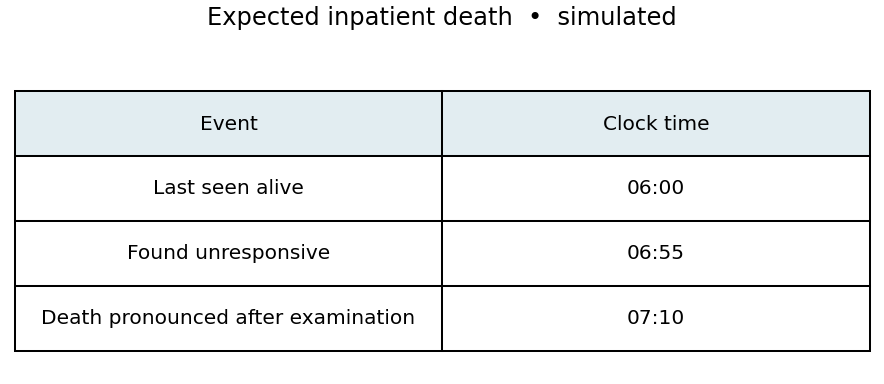 Expected inpatient death • simulated
Event Clock time
Last seen alive 06:00
Found unresponsive 06:55
Death pronounced after examination 07:10